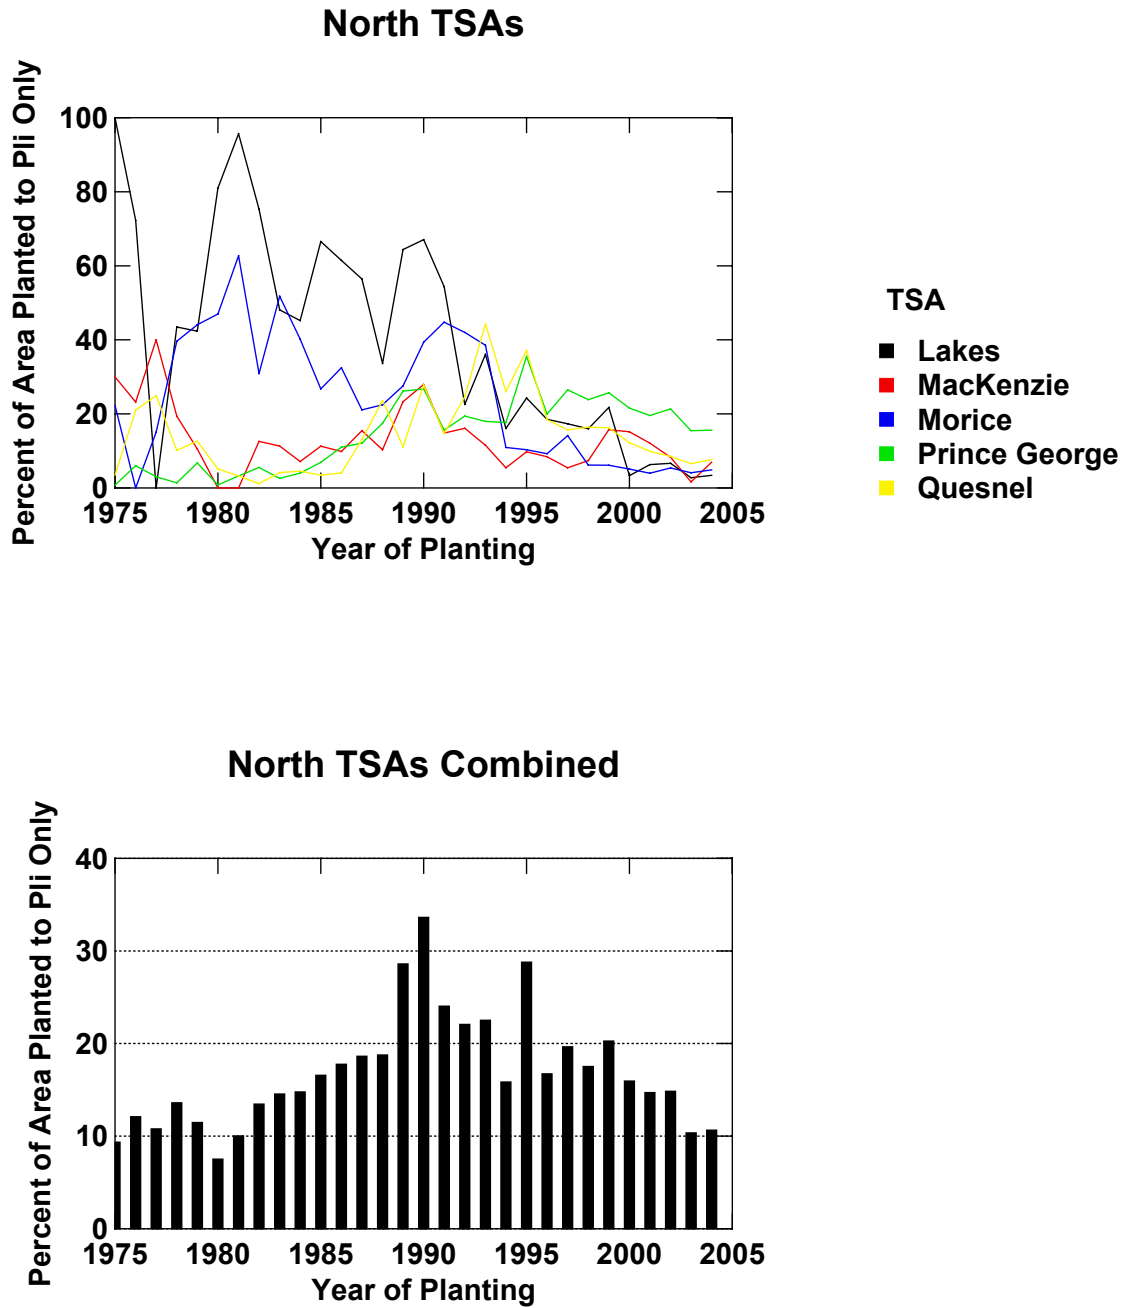 North TSAs
Percent of Area Planted to Pli Only
100
80
60
40
20
0
1975 1980 1985 1990 1995 2000 2005
Year of Planting
TSA
Lakes
MacKenzie
Morice
Prince George
Quesnel
North TSAs Combined
Percent of Area Planted to Pli Only
40
30
20
10
0
1975 1980 1985 1990 1995 2000 2005
Year of Planting